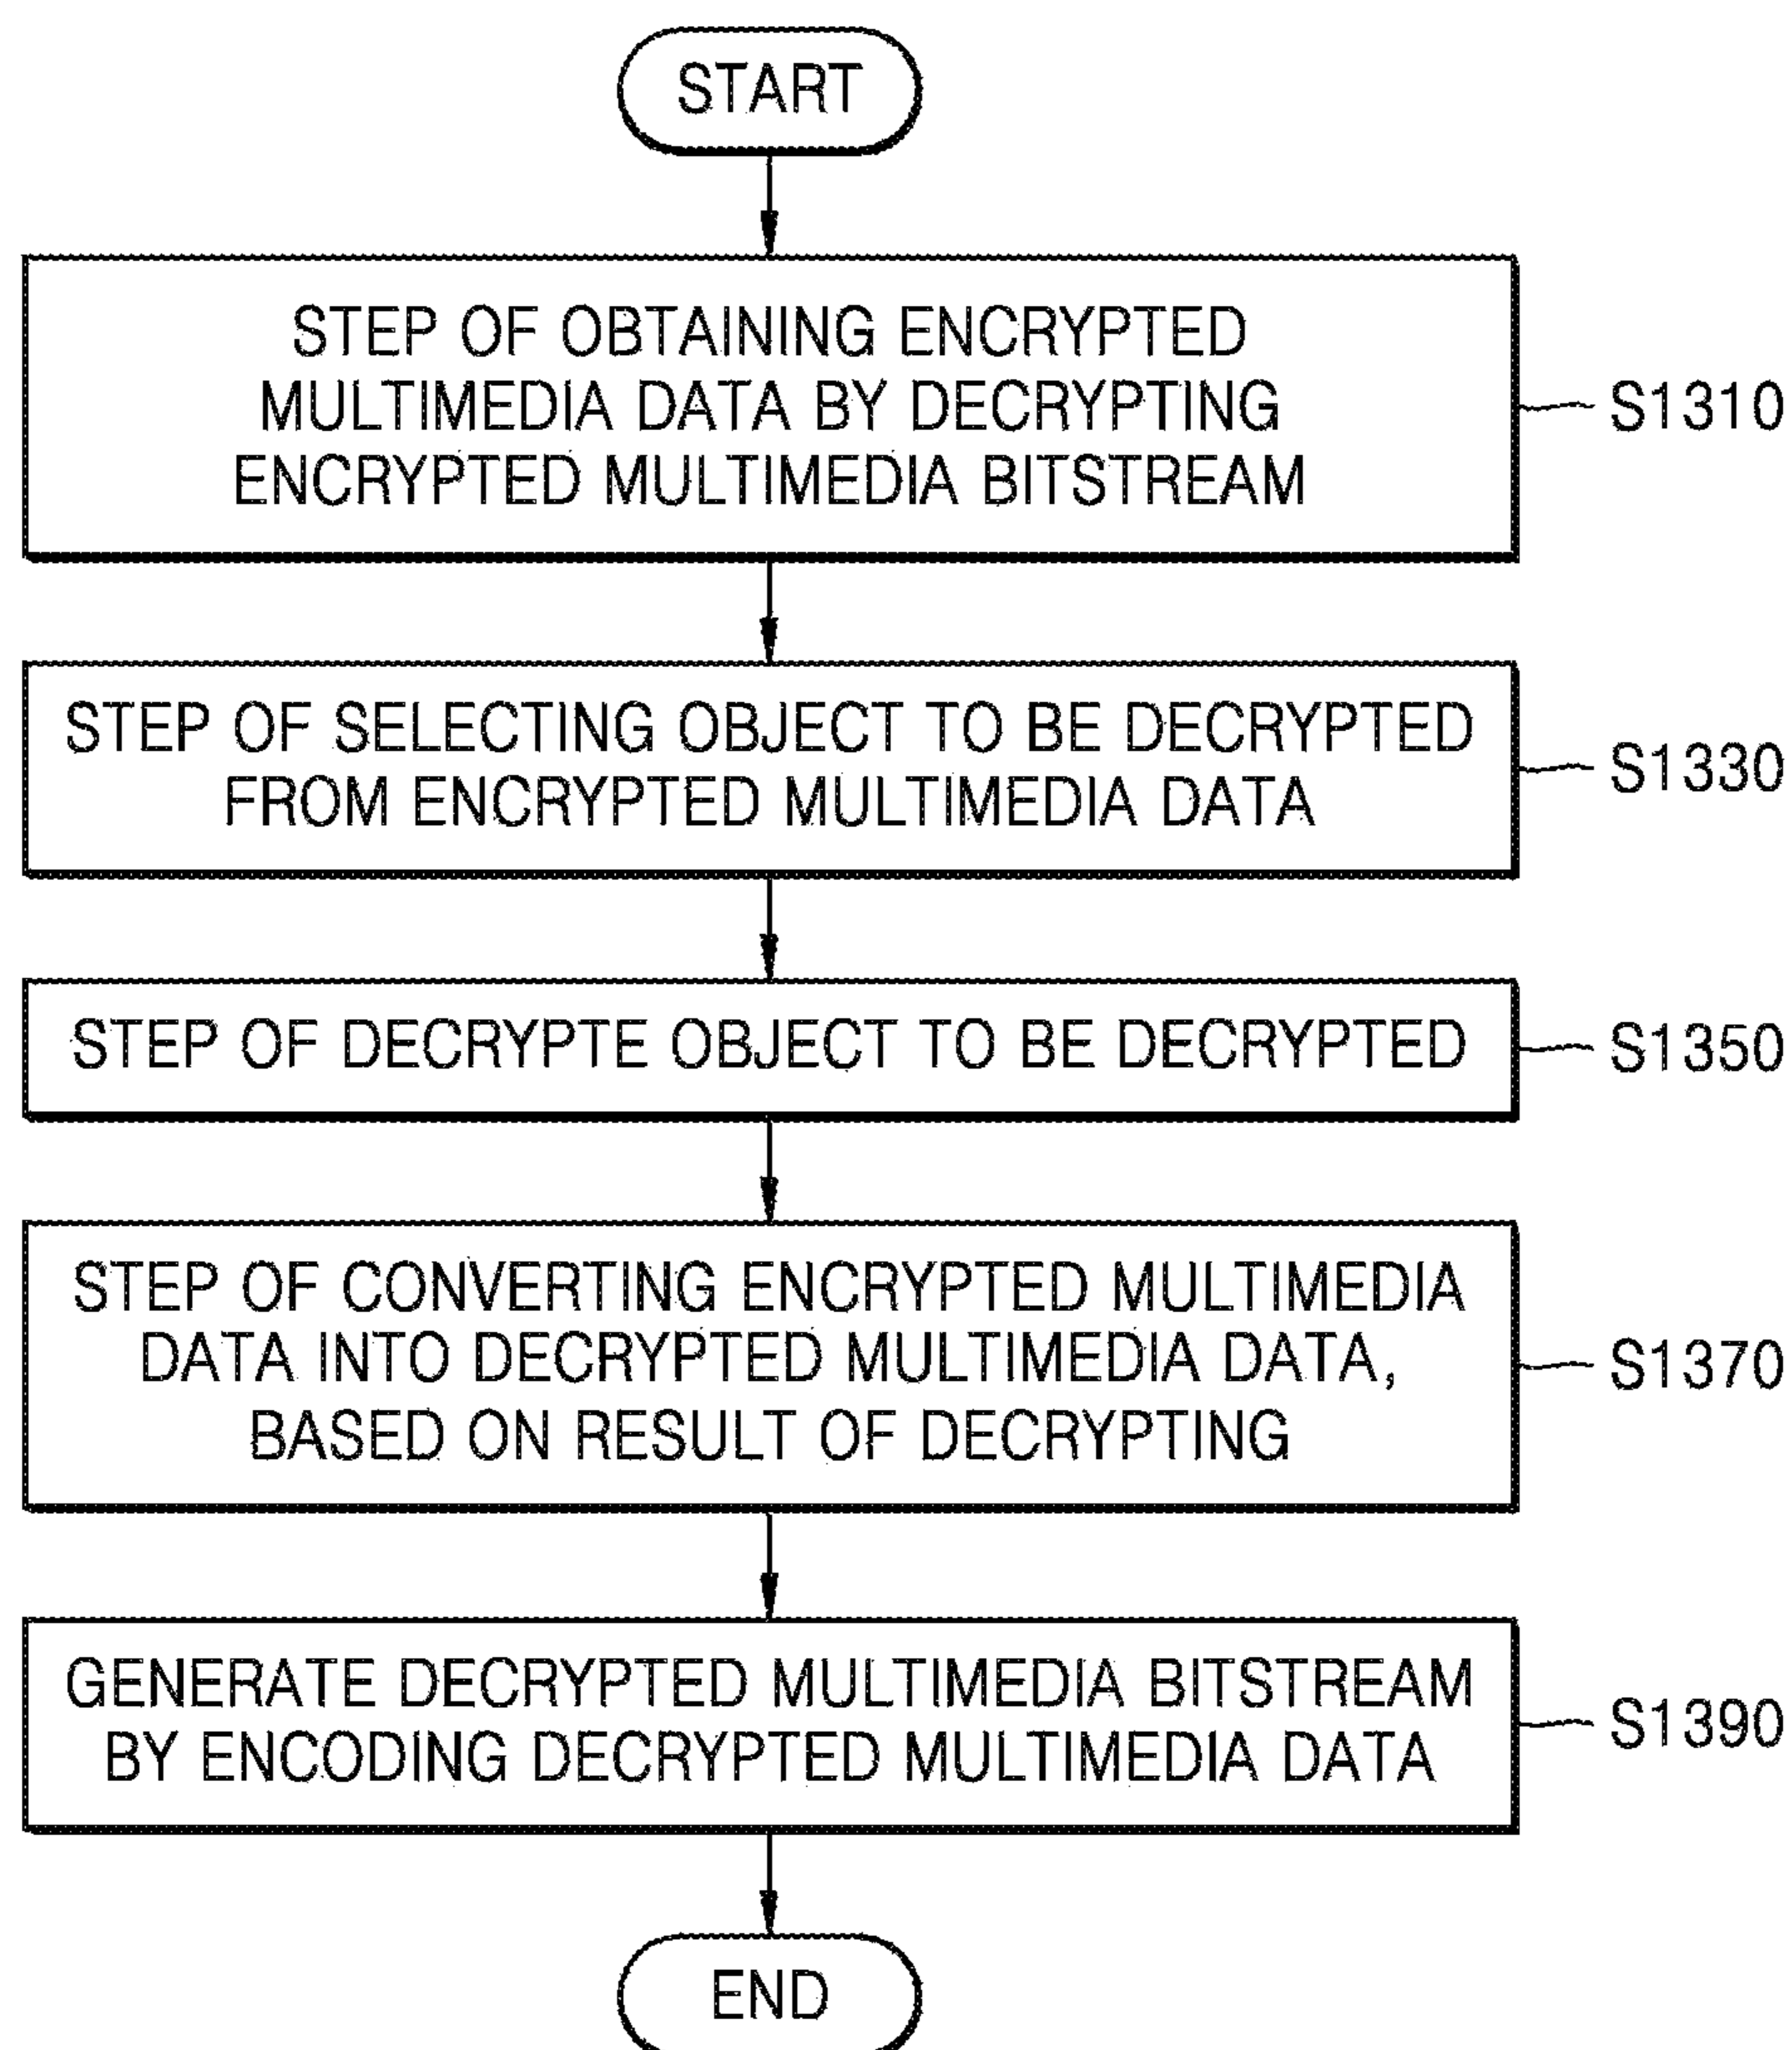 START
STEP OF OBTAINING ENCRYPTED
MULTIMEDIA DATA BY DECRYPTING
ENCRYPTED MULTIMEDIA BITSTREAM
S1310
STEP OF SELECTING OBJECT TO BE DECRYPTED
FROM ENCRYPTED MULTIMEDIA DATA
S1330
STEP OF DECRYPTE OBJECT TO BE DECRYPTED
S1350
STEP OF CONVERTING ENCRYPTED MULTIMEDIA
DATA INTO DECRYPTED MULTIMEDIA DATA,
BASED ON RESULT OF DECRYPTING
S1370
GENERATE DECRYPTED MULTIMEDIA BITSTREAM
BY ENCODING DECRYPTED MULTIMEDIA DATA
S1390
END